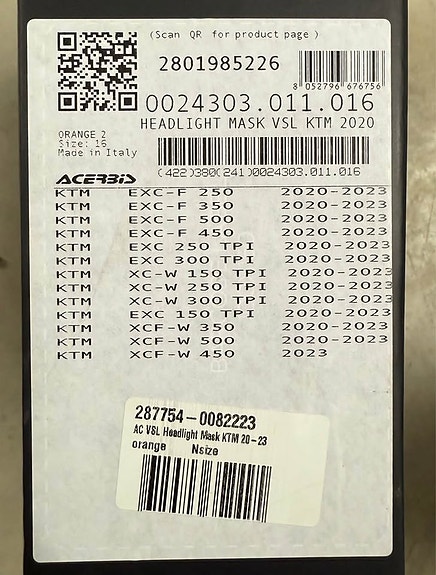 (Scan QR for product page )
2801985226
8 052796 676756
0024303.011.016
HEADLIGHT MASK VSL KTM 2020
ORANGE 2
Size: 16
Made in Italy
(422)380(241)0024303.011.016
ACERBIS
KTM EXC-F 250 2020-2023
KTM EXC-F 350 2020-2023
KTM EXC-F 500 2020-2023
KTM EXC-F 450 2020-2023
KTM EXC 250 TPI 2020-2023
KTM EXC 300 TPI 2020-2023
KTM XC-W 150 TPI 2020-2023
KTM XC-W 250 TPI 2020-2023
KTM XC-W 300 TPI 2020-2023
KTM EXC 150 TPI 2020-2023
KTM XCF-W 350 2020-2023
KTM XCF-W 500 2020-2023
KTM XCF-W 450 2023
287754-0082223
AC VSL Headlight Mask KTM 20-23
orange Nsize